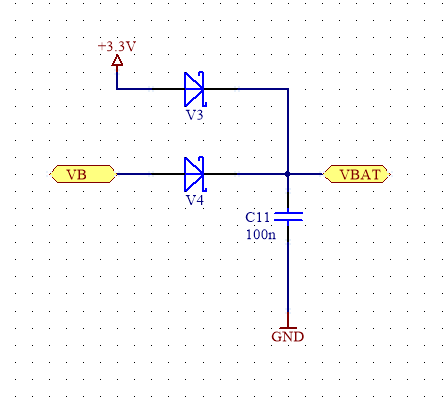 +3.3V
V3
VB
VBAT
V4
C11
100n
GND